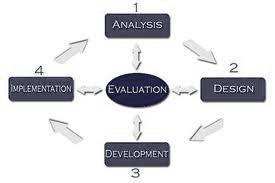 1
ANALYSIS
4
2
IMPLEMENTATION
EVALUATION
DESIGN
DEVELOPMENT
3